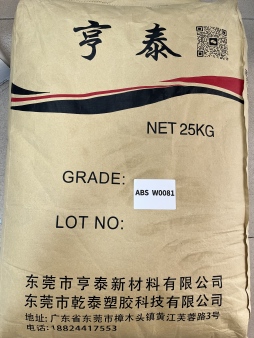 亨泰
NET 25KG
GRADE: ABS W0081
LOT NO:
东莞市亨泰新材料有限公司
东莞市乾泰塑胶科技有限公司
地址: 广东省东莞市樟木头镇黄江芙蓉路3号
电话: 18824417553